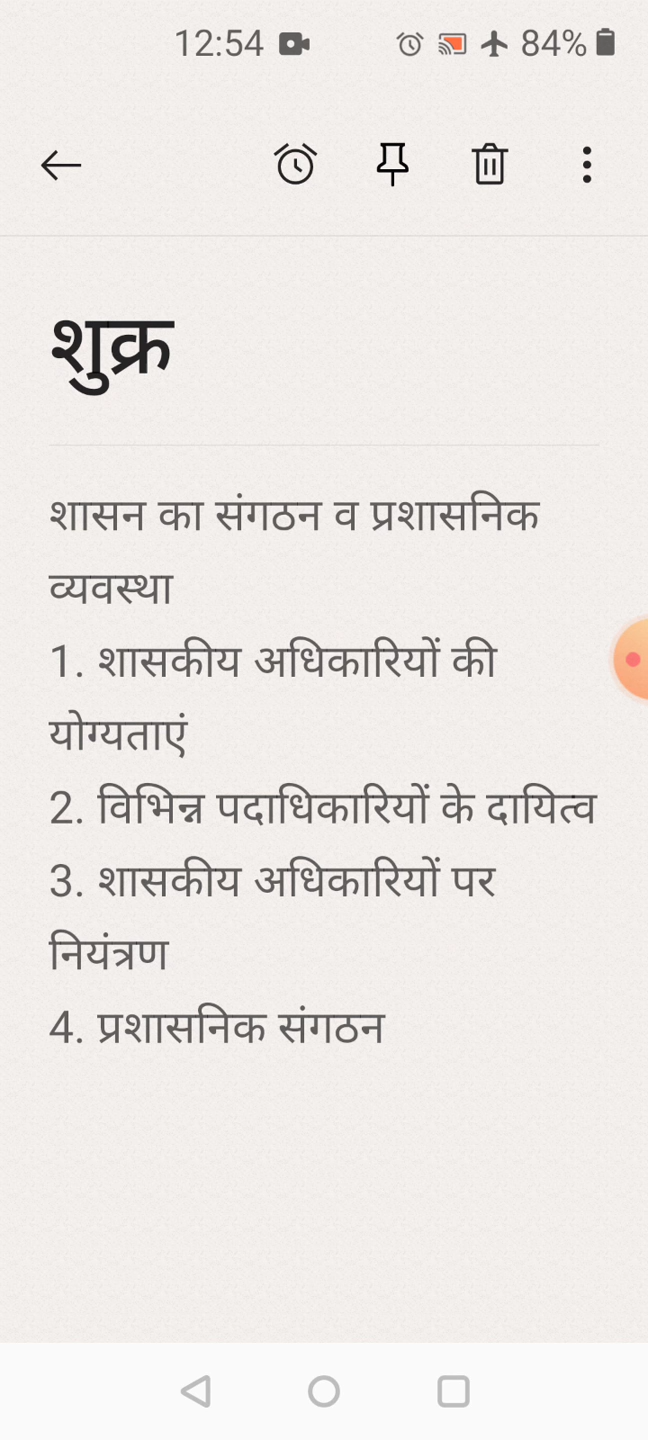 12:54 84%
शुक्र
शासन का संगठन व प्रशासनिक
व्यवस्था
1. शासकीय अधिकारियों की
योग्यताएं
2. विभिन्न पदाधिकारियों के दायित्व
3. शासकीय अधिकारियों पर
नियंत्रण
4. प्रशासनिक संगठन